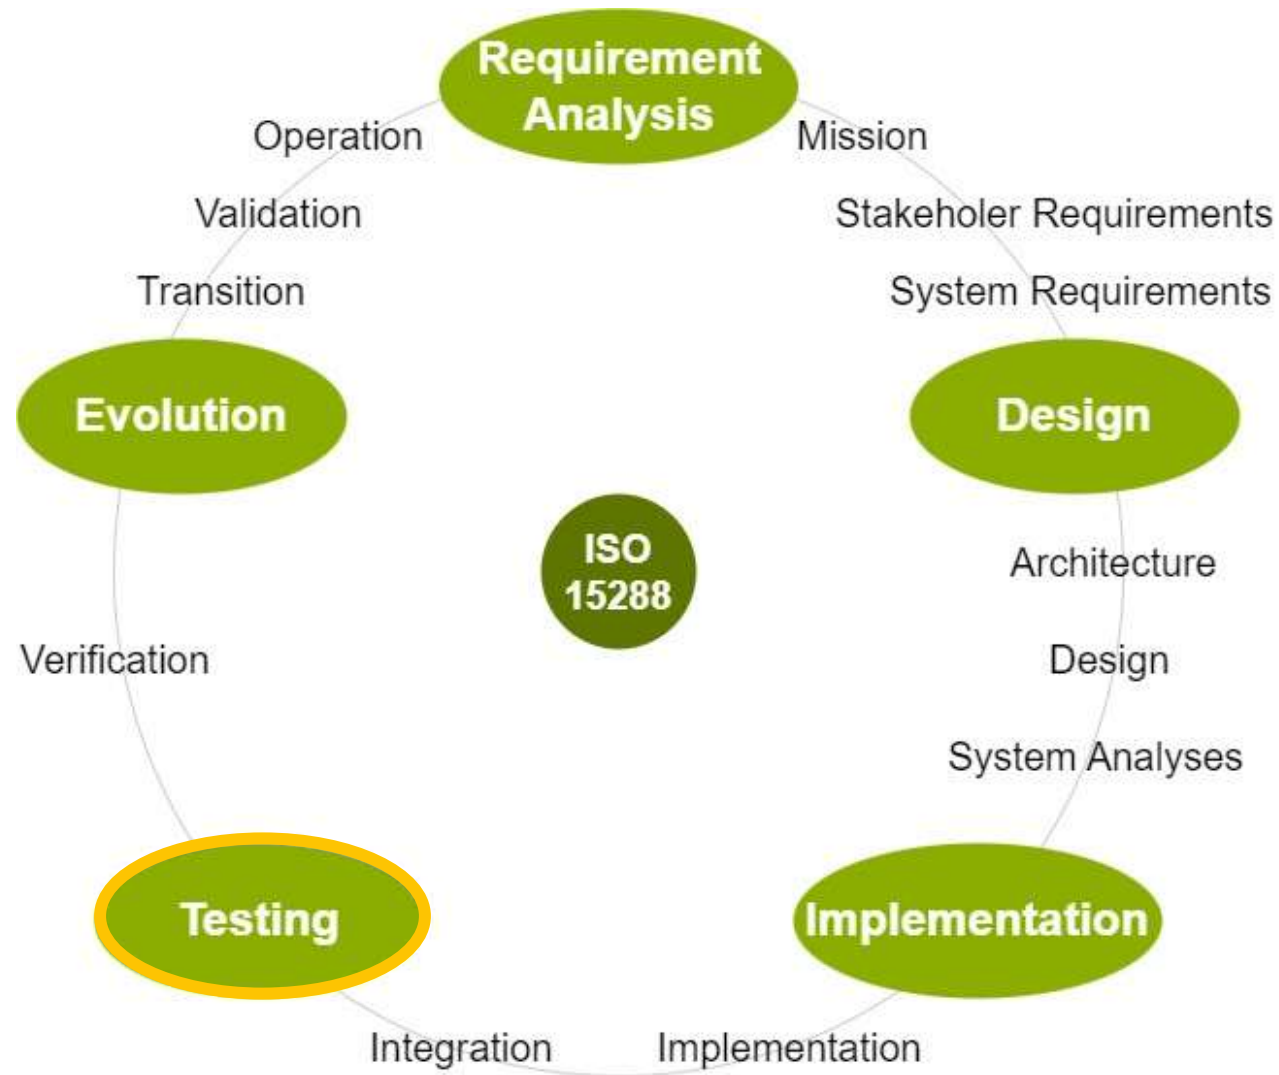 Requirement
Analysis
Operation
Mission
Validation
Stakeholer Requirements
Transition
System Requirements
Evolution
Design
ISO
15288
Architecture
Verification
Design
System Analyses
Testing
Implementation
Integration
Implementation